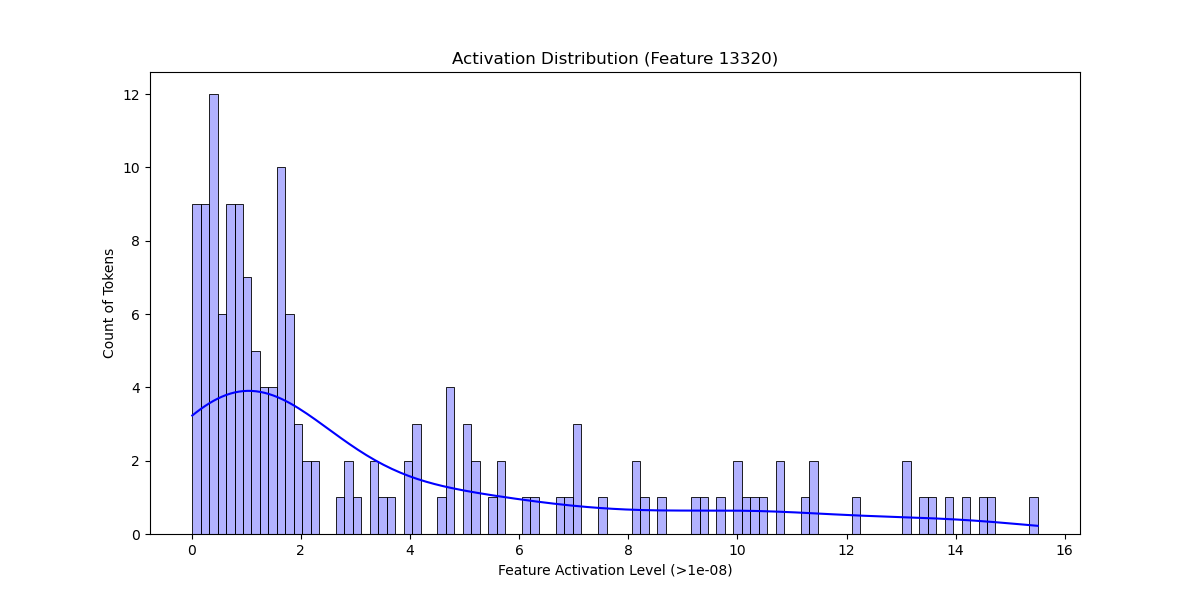 Activation Distribution (Feature 13320)
12
10
8
6
4
2
0
Count of Tokens
0 2 4 6 8 10 12 14 16
Feature Activation Level (>1e-08)